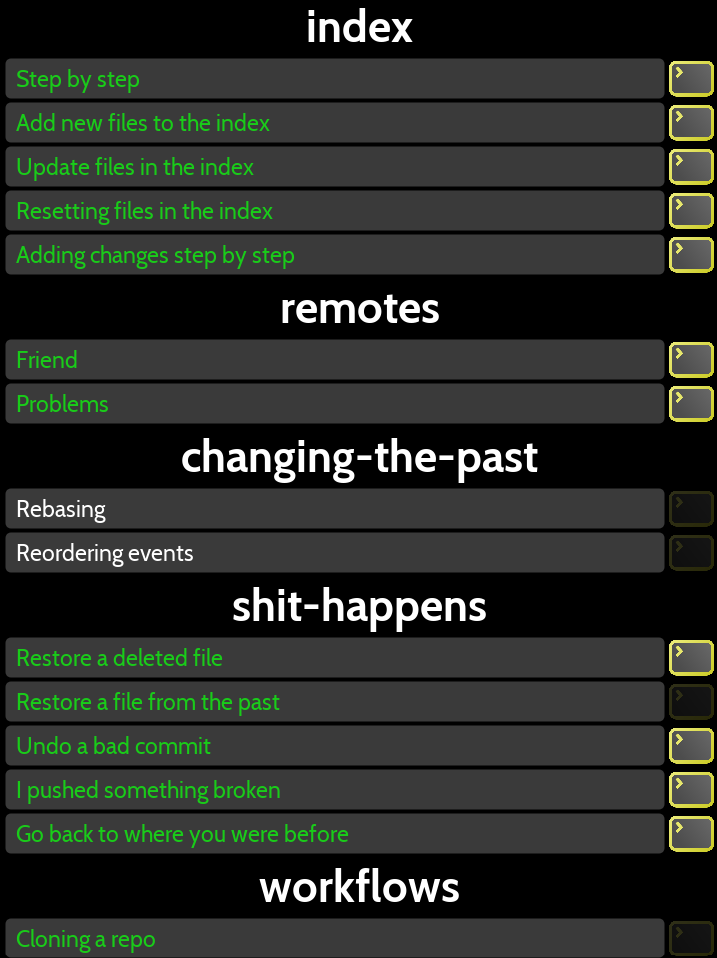 index
Step by step
Add new files to the index
Update files in the index
Resetting files in the index
Adding changes step by step
remotes
Friend
Problems
changing-the-past
Rebasing
Reordering events
shit-happens
Restore a deleted file
Restore a file from the past
Undo a bad commit
I pushed something broken
Go back to where you were before
workflows
Cloning a repo